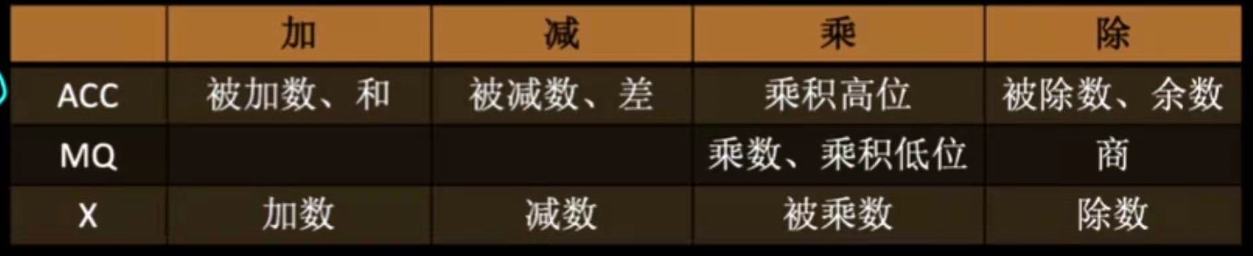 加 减 乘 除
ACC 被加数、和 被减数、差 乘积高位 被除数、余数
MQ 乘数、乘积低位 商
X 加数 减数 被乘数 除数